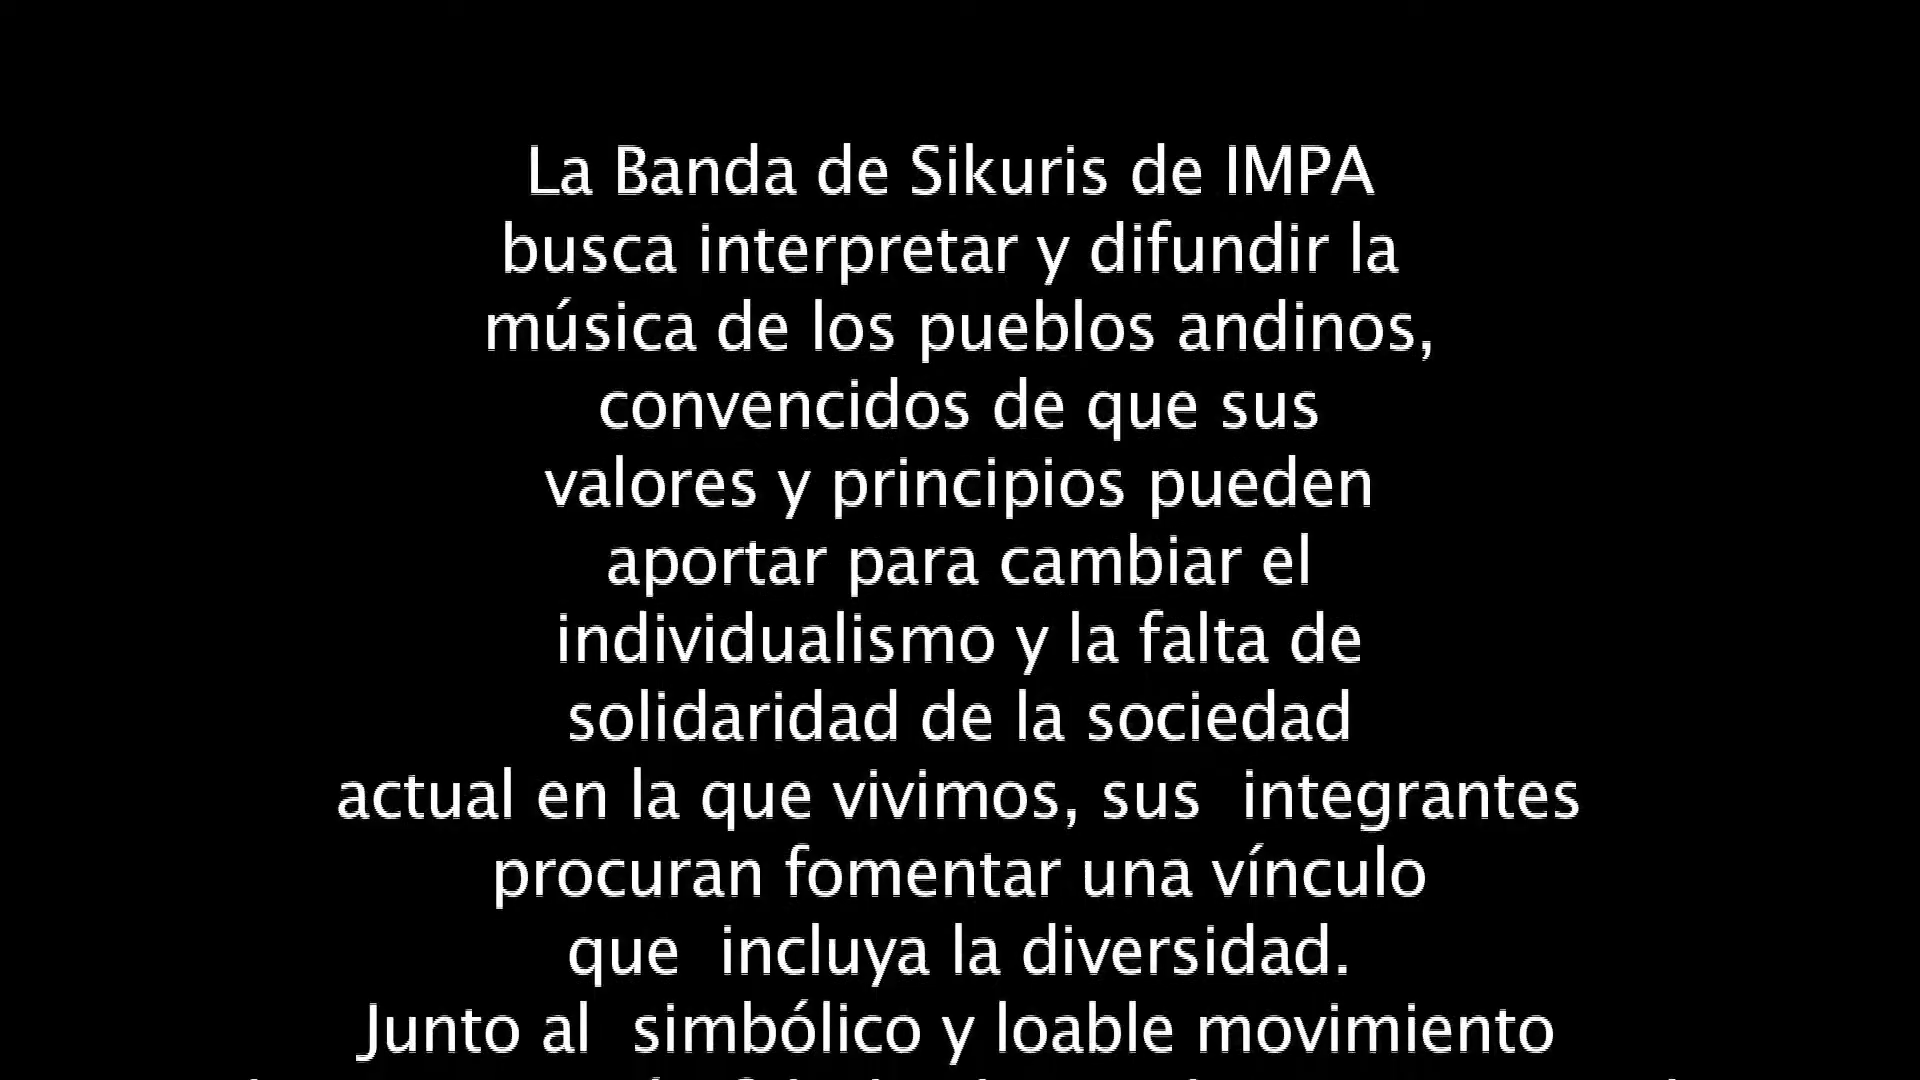 La Banda de Sikuris de IMPA
busca interpretar y difundir la
música de los pueblos andinos,
convencidos de que sus
valores y principios pueden
aportar para cambiar el
individualismo y la falta de
solidaridad de la sociedad
actual en la que vivimos, sus  integrantes
procuran fomentar una vínculo
que  incluya la diversidad.
Junto al  simbólico y loable movimiento